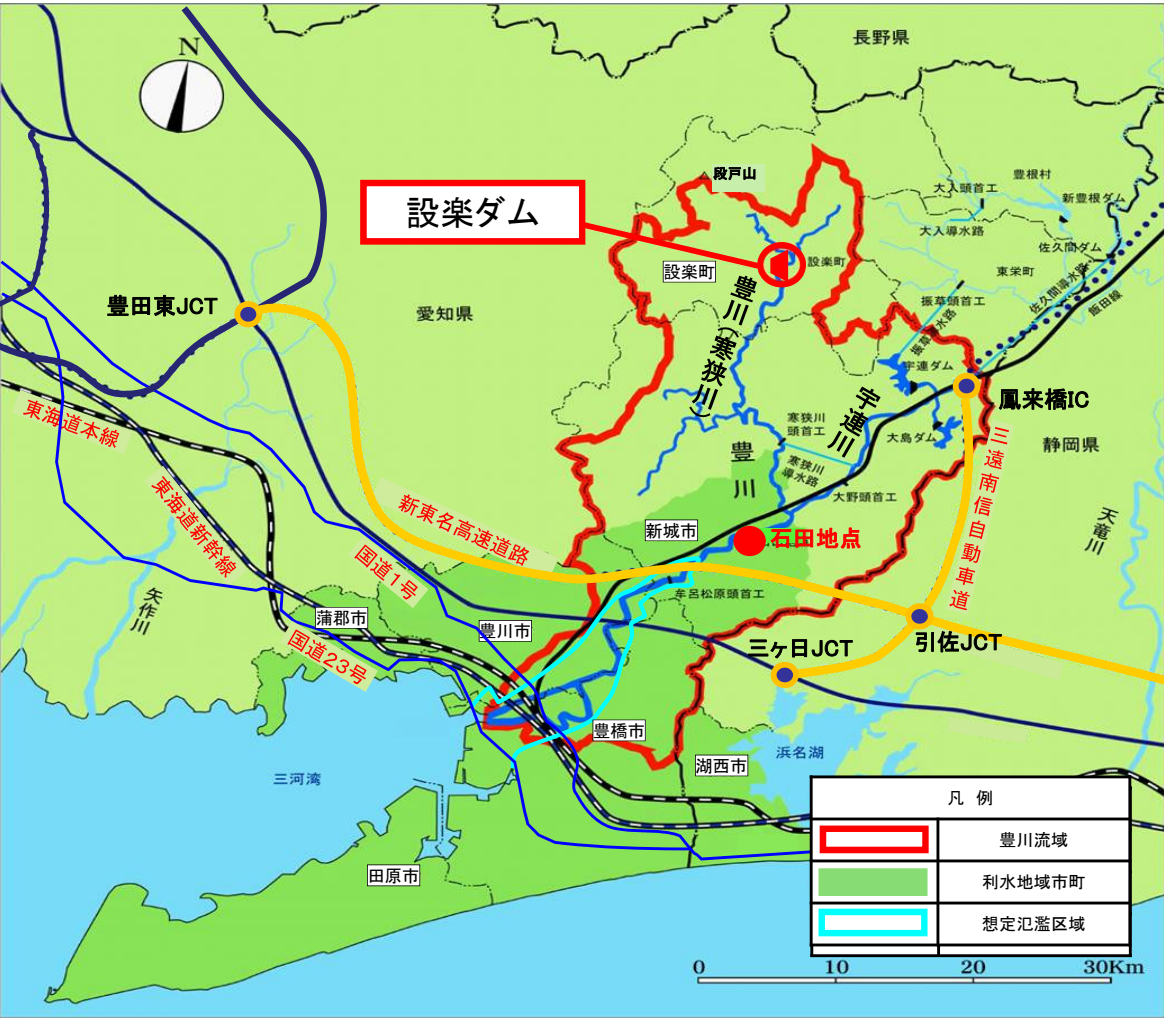 長野県
N
段戸山
豊根村
大入頭首工
新豊根ダム
設楽ダム
大入導水路
佐久間ダム
設楽町
設楽町
東栄町
佐久間導水路
豊田東JCT
愛知県
豊川(寒狭川)
振草頭首工
飯田線
振草導水路
宇連ダム
鳳来橋IC
宇連川
東海道本線
寒狭川
頭首工
大島ダム
三遠南信自動車道
静岡県
豊川
寒狭川
導水路
東海道新幹線
大野頭首工
新東名高速道路
新城市
石田地点
天竜川
国道1号
矢作川
牟呂松原頭首工
蒲郡市
豊川市
国道23号
三ヶ日JCT
引佐JCT
豊橋市
三河湾
湖西市
浜名湖
凡 例
豊川流域
田原市
利水地域市町
想定氾濫区域
0
10
20
30Km